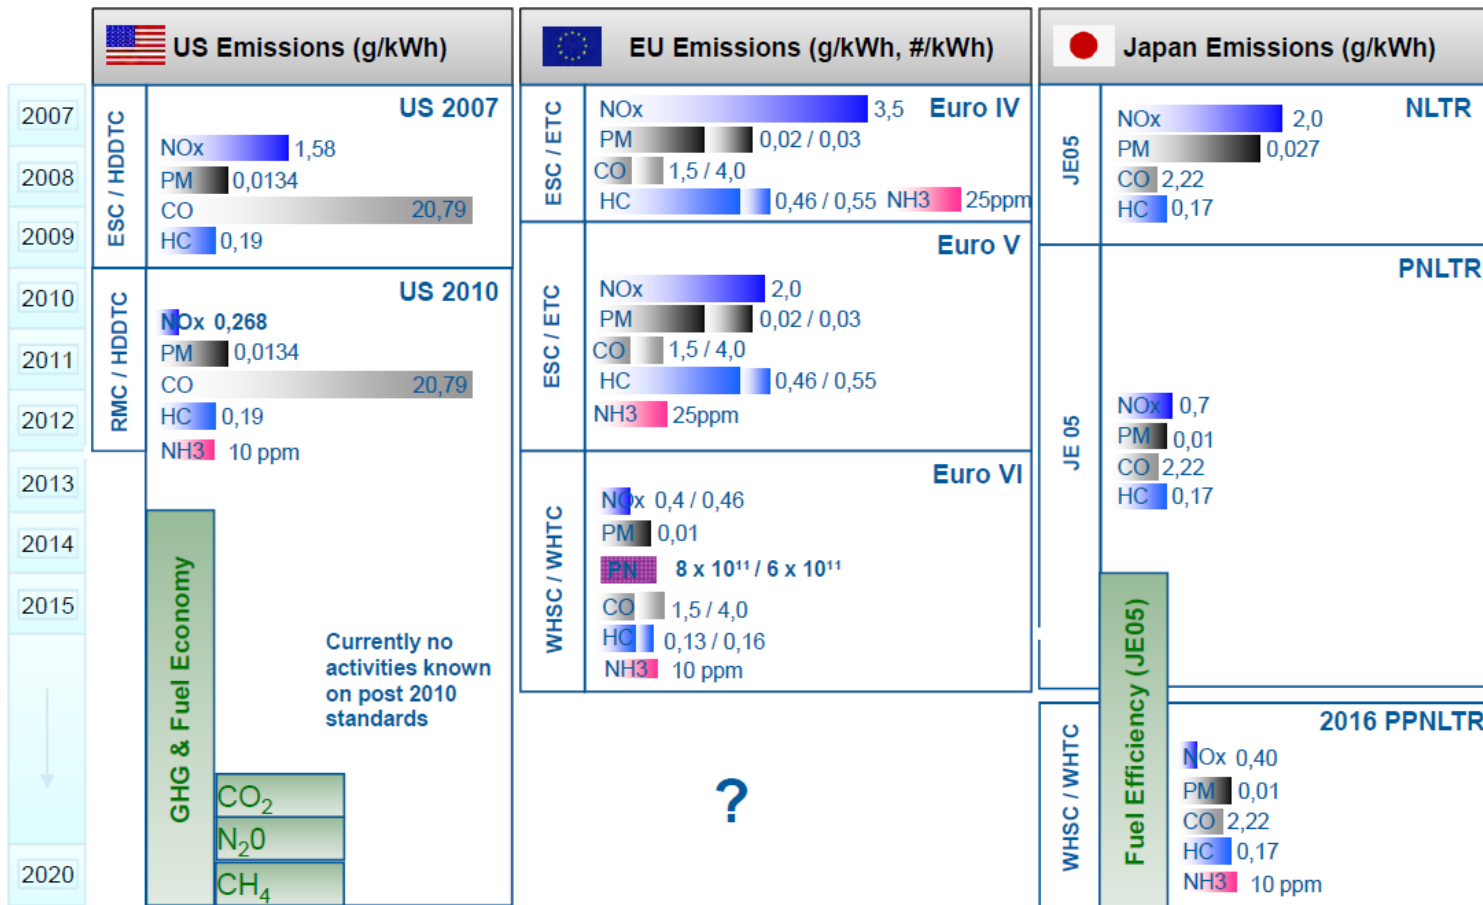 US Emissions (g/kWh)
EU Emissions (g/kWh, #/kWh)
Japan Emissions (g/kWh)
2007
2008
2009
2010
2011
2012
2013
2014
2015
2020
ESC / HDDTC
US 2007
NOx 1,58
PM 0,0134
CO 20,79
HC 0,19
RMC / HDDTC
US 2010
NOx 0,268
PM 0,0134
CO 20,79
HC 0,19
NH3 10 ppm
GHG & Fuel Economy
Currently no
activities known
on post 2010
standards
CO₂
N₂0
CH₄
ESC / ETC
Euro IV
NOx 3,5
PM 0,02 / 0,03
CO 1,5 / 4,0
HC 0,46 / 0,55 NH3 25ppm
ESC / ETC
Euro V
NOx 2,0
PM 0,02 / 0,03
CO 1,5 / 4,0
HC 0,46 / 0,55
NH3 25ppm
WHSC / WHTC
Euro VI
NOx 0,4 / 0,46
PM 0,01
PN 8 x 10¹¹ / 6 x 10¹¹
CO 1,5 / 4,0
HC 0,13 / 0,16
NH3 10 ppm
?
JE05
NLTR
NOx 2,0
PM 0,027
CO 2,22
HC 0,17
JE 05
PNLTR
NOx 0,7
PM 0,01
CO 2,22
HC 0,17
Fuel Efficiency (JE05)
WHSC / WHTC
2016 PPNLTR
NOx 0,40
PM 0,01
CO 2,22
HC 0,17
NH3 10 ppm